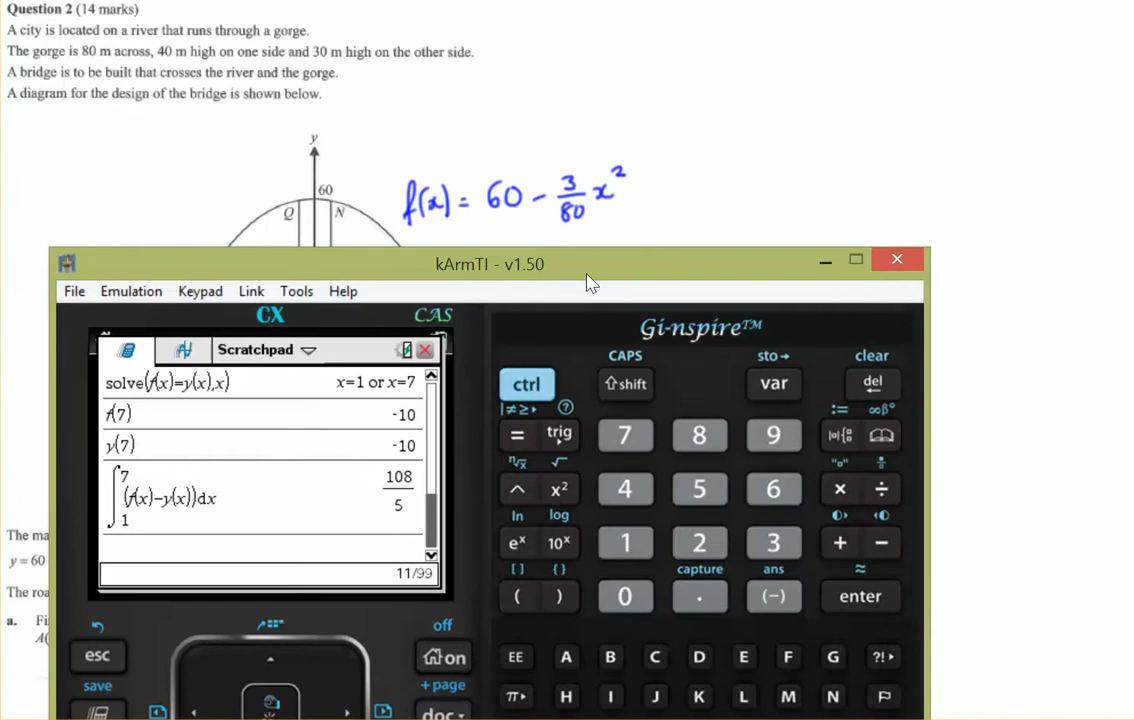 Question 2 (14 marks)
A city is located on a river that runs through a gorge.
The gorge is 80 m across, 40 m high on one side and 30 m high on the other side.
A bridge is to be built that crosses the river and the gorge.
A diagram for the design of the bridge is shown below.
y
60
Q N
f(x) = 60 - 3/80 x²
kArmTI - v1.50
File Emulation Keypad Link Tools Help
CX CAS
Gi-nspire™
Scratchpad
solve(f(x)=y(x),x) x=1 or x=7
f(7) -10
y(7) -10
∫₁⁷ (f(x)-y(x))dx 108/5
11/99
CAPS sto→ clear
ctrl ⇧shift var del
|≠≥▸ ? := ∞β°
= trig 7 8 9 |□|{
ⁿ√x √ "□"
^ x² 4 5 6 × ÷
ln log
eˣ 10ˣ 1 2 3 + −
[ ] { } capture ans ≈
( ) 0 . (−) enter
off
esc on
EE A B C D E F G ?!▸
save + page
π▸ H I J K L M N
doc▾
The ma
y = 60
The roa
a. Fi
A(